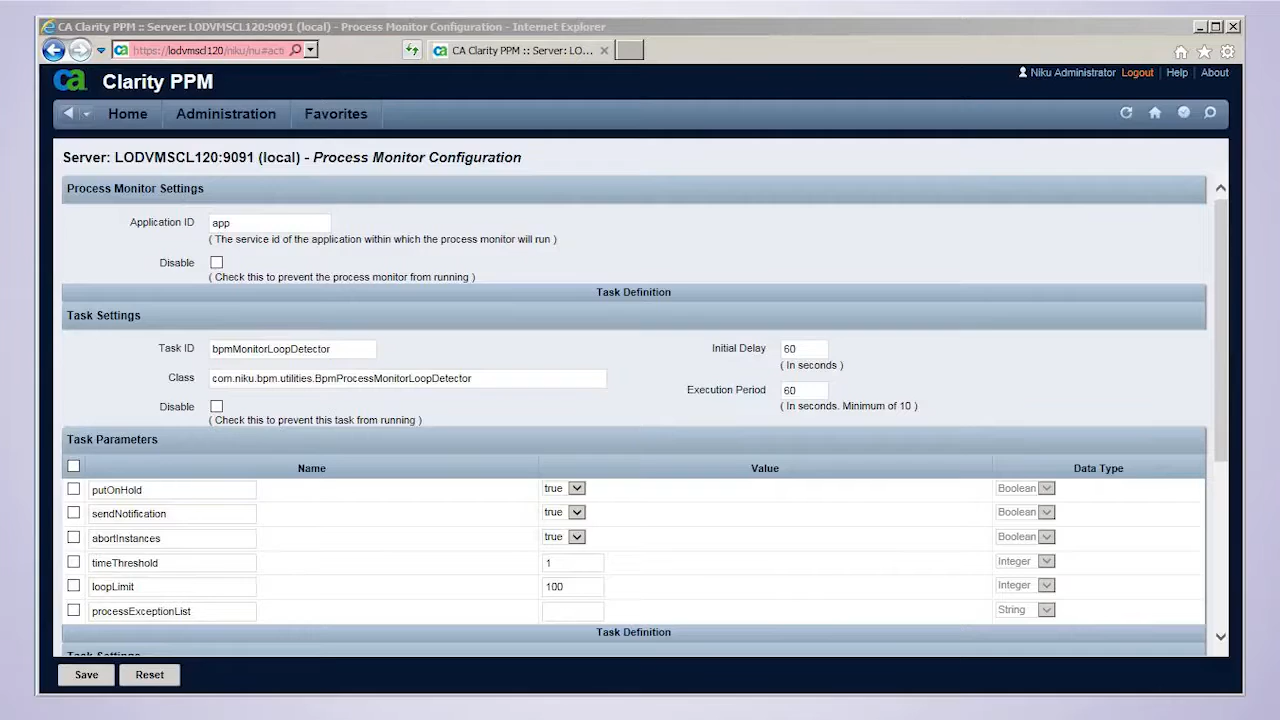 CA Clarity PPM :: Server: LODVMSCL120:9091 (local) - Process Monitor Configuration - Internet Explorer
https://lodvmscl120/niku/nu#acti
CA Clarity PPM :: Server: LO...
ca Clarity PPM
Niku Administrator Logout | Help | About
Home Administration Favorites
Server: LODVMSCL120:9091 (local) - Process Monitor Configuration
Process Monitor Settings
Application ID app
( The service id of the application within which the process monitor will run )
Disable
( Check this to prevent the process monitor from running )
Task Definition
Task Settings
Task ID bpmMonitorLoopDetector Initial Delay 60
( In seconds )
Class com.niku.bpm.utilities.BpmProcessMonitorLoopDetector Execution Period 60
Disable ( In seconds. Minimum of 10 )
( Check this to prevent this task from running )
Task Parameters
Name Value Data Type
putOnHold true Boolean
sendNotification true Boolean
abortInstances true Boolean
timeThreshold 1 Integer
loopLimit 100 Integer
processExceptionList String
Task Definition
Task Settings
Save Reset